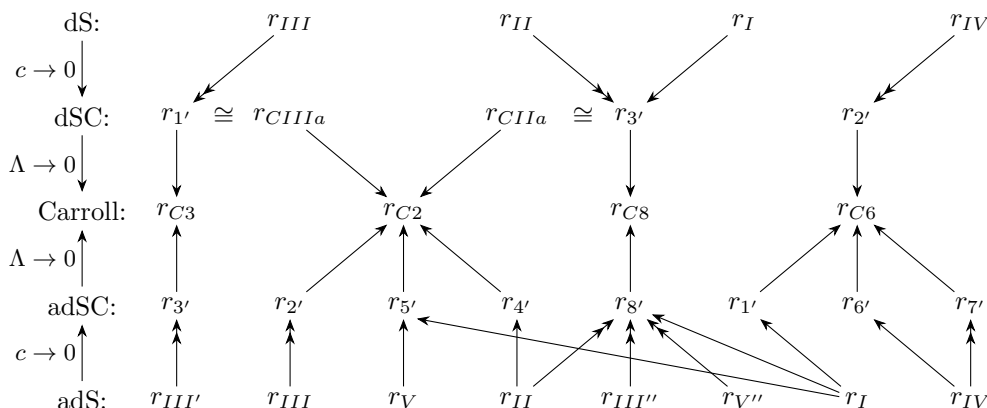 dS: r_{III} r_{II} r_{I} r_{IV}
c → 0
dSC: r_{1'} ≅ r_{CIIIa} r_{CIIa} ≅ r_{3'} r_{2'}
Λ → 0
Carroll: r_{C3} r_{C2} r_{C8} r_{C6}
Λ → 0
adSC: r_{3'} r_{2'} r_{5'} r_{4'} r_{8'} r_{1'} r_{6'} r_{7'}
c → 0
adS: r_{III'} r_{III} r_{V} r_{II} r_{III''} r_{V''} r_{I} r_{IV}